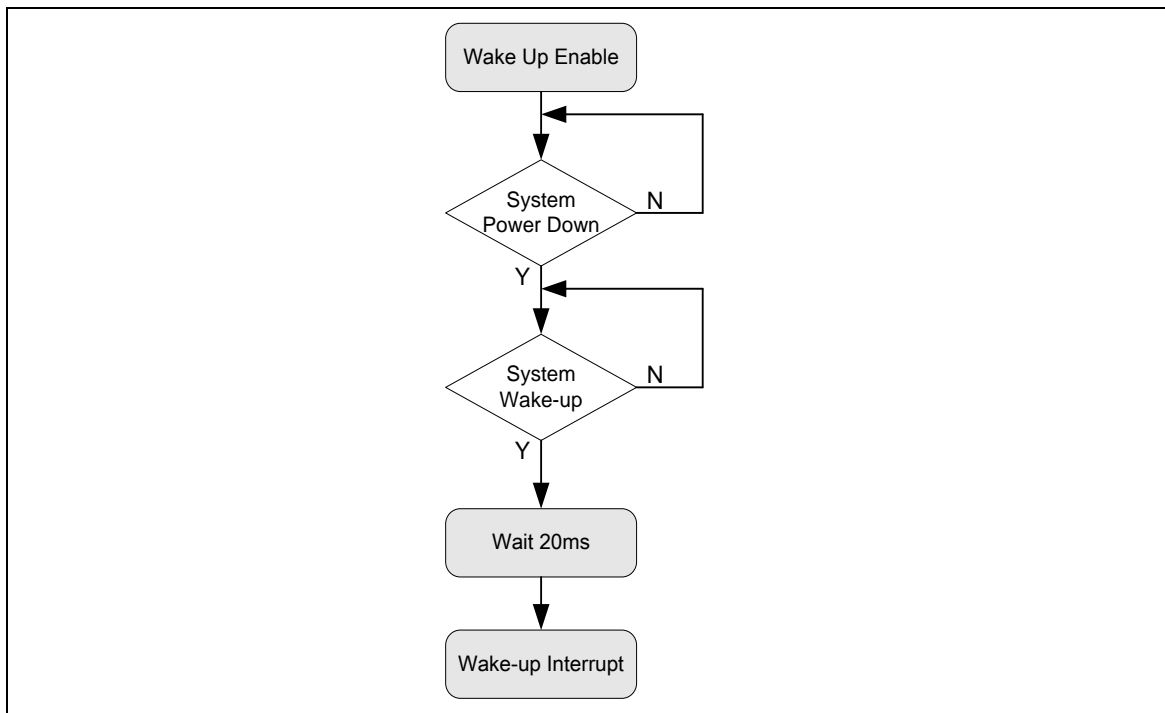 Wake Up Enable
System
Power Down
N
Y
System
Wake-up
N
Y
Wait 20ms
Wake-up Interrupt